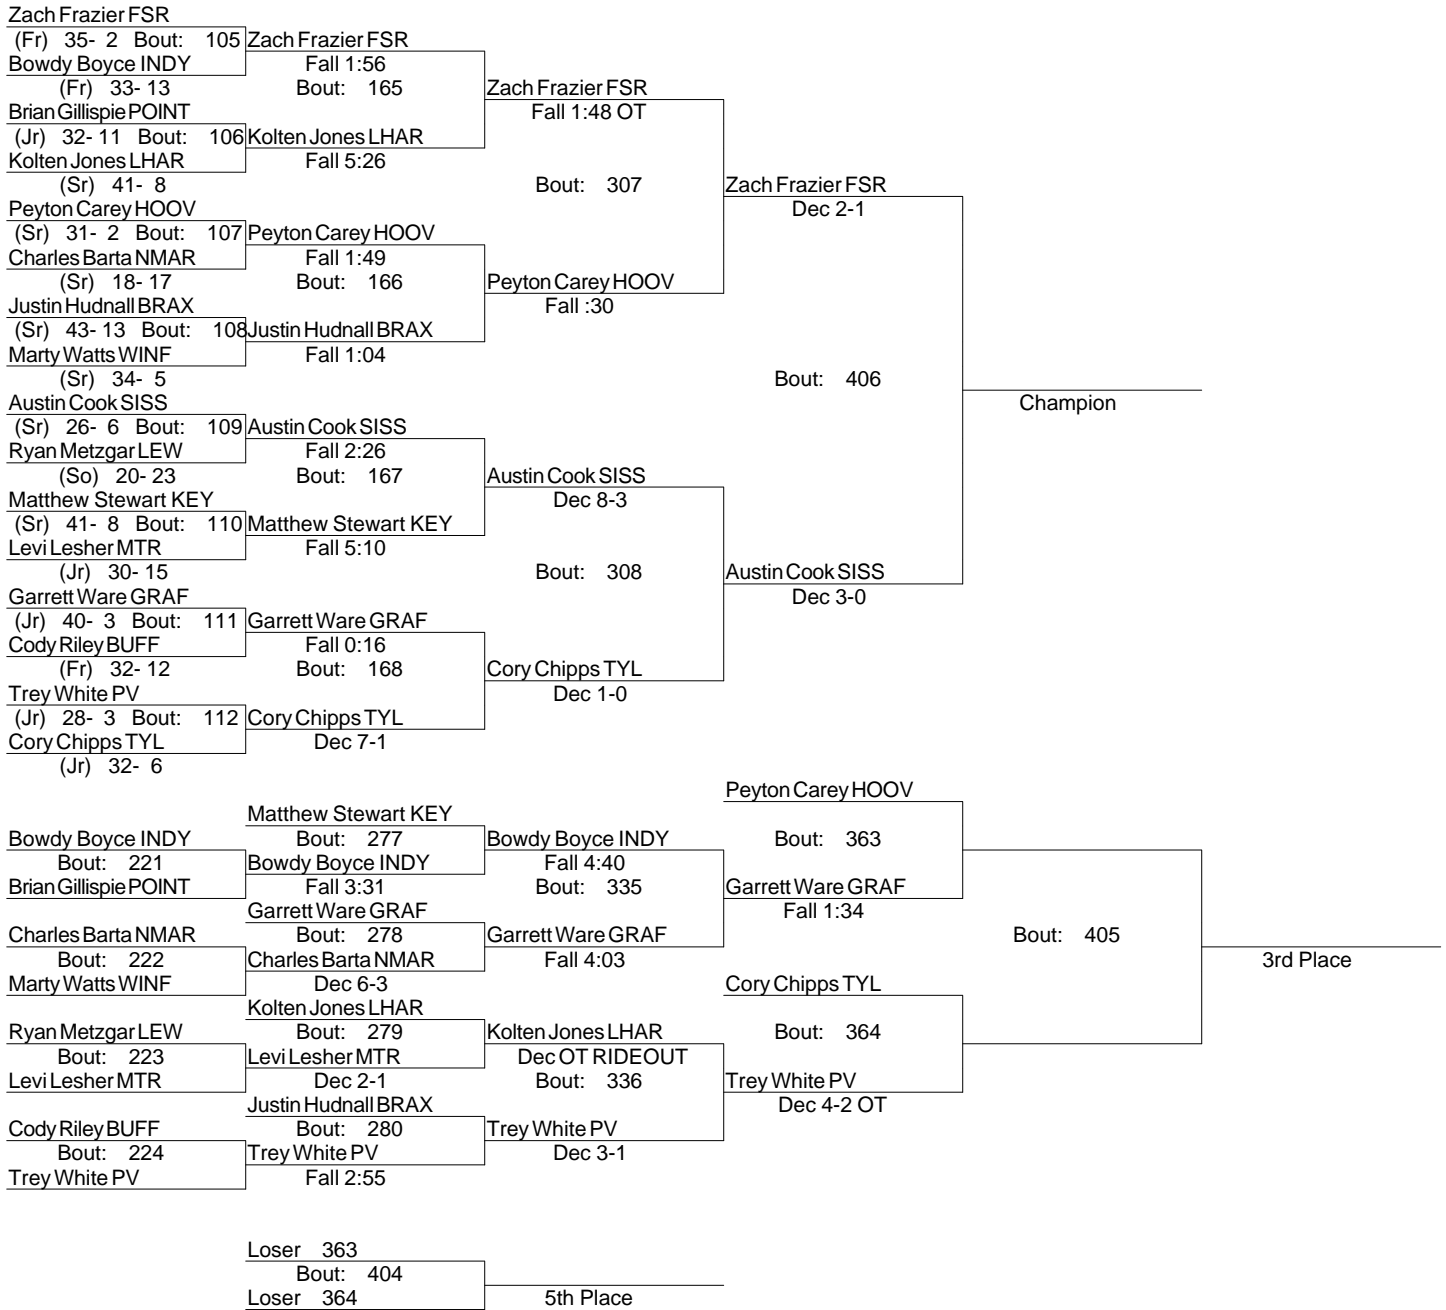 Zach Frazier FSR
(Fr) 35- 2 Bout: 105 Zach Frazier FSR
Bowdy Boyce INDY Fall 1:56
(Fr) 33- 13 Bout: 165 Zach Frazier FSR
Brian Gillispie POINT Fall 1:48 OT
(Jr) 32- 11 Bout: 106 Kolten Jones LHAR
Kolten Jones LHAR Fall 5:26
(Sr) 41- 8 Bout: 307 Zach Frazier FSR
Peyton Carey HOOV Dec 2-1
(Sr) 31- 2 Bout: 107 Peyton Carey HOOV
Charles Barta NMAR Fall 1:49
(Sr) 18- 17 Bout: 166 Peyton Carey HOOV
Justin Hudnall BRAX Fall :30
(Sr) 43- 13 Bout: 108 Justin Hudnall BRAX
Marty Watts WINF Fall 1:04
(Sr) 34- 5 Bout: 406
Austin Cook SISS Champion
(Sr) 26- 6 Bout: 109 Austin Cook SISS
Ryan Metzgar LEW Fall 2:26
(So) 20- 23 Bout: 167 Austin Cook SISS
Matthew Stewart KEY Dec 8-3
(Sr) 41- 8 Bout: 110 Matthew Stewart KEY
Levi Lesher MTR Fall 5:10
(Jr) 30- 15 Bout: 308 Austin Cook SISS
Garrett Ware GRAF Dec 3-0
(Jr) 40- 3 Bout: 111 Garrett Ware GRAF
Cody Riley BUFF Fall 0:16
(Fr) 32- 12 Bout: 168 Cory Chipps TYL
Trey White PV Dec 1-0
(Jr) 28- 3 Bout: 112 Cory Chipps TYL
Cory Chipps TYL Dec 7-1
(Jr) 32- 6
Peyton Carey HOOV
Matthew Stewart KEY
Bowdy Boyce INDY Bout: 277 Bowdy Boyce INDY Bout: 363
Bout: 221 Bowdy Boyce INDY Fall 4:40
Brian Gillispie POINT Fall 3:31 Bout: 335 Garrett Ware GRAF
Garrett Ware GRAF Fall 1:34
Charles Barta NMAR Bout: 278 Garrett Ware GRAF Bout: 405
Bout: 222 Charles Barta NMAR Fall 4:03 3rd Place
Marty Watts WINF Dec 6-3 Cory Chipps TYL
Kolten Jones LHAR
Ryan Metzgar LEW Bout: 279 Kolten Jones LHAR Bout: 364
Bout: 223 Levi Lesher MTR Dec OT RIDEOUT
Levi Lesher MTR Dec 2-1 Bout: 336 Trey White PV
Justin Hudnall BRAX Dec 4-2 OT
Cody Riley BUFF Bout: 280 Trey White PV
Bout: 224 Trey White PV Dec 3-1
Trey White PV Fall 2:55
Loser 363
Bout: 404
Loser 364 5th Place